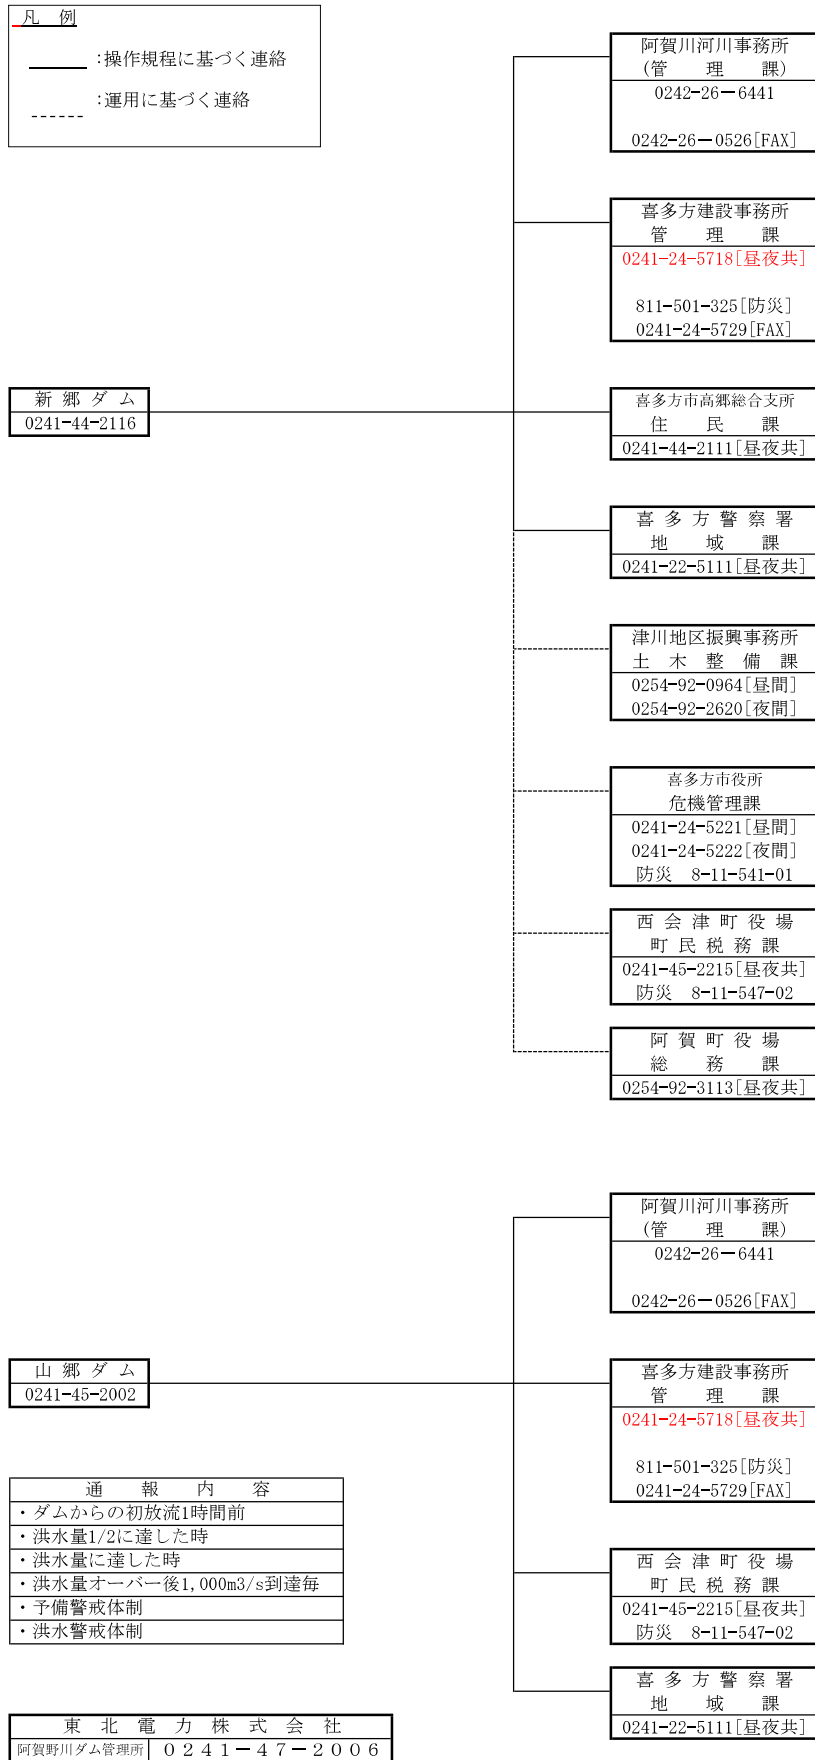 凡　例
:操作規程に基づく連絡
:運用に基づく連絡
阿賀川河川事務所
(管　理　課)
0242-26-6441
0242-26-0526[FAX]
喜多方建設事務所
管　理　課
0241-24-5718[昼夜共]
811-501-325[防災]
0241-24-5729[FAX]
新 郷 ダ ム
0241-44-2116
喜多方市高郷総合支所
住　民　課
0241-44-2111[昼夜共]
喜 多 方 警 察 署
地　域　課
0241-22-5111[昼夜共]
津川地区振興事務所
土 木 整 備 課
0254-92-0964[昼間]
0254-92-2620[夜間]
喜多方市役所
危機管理課
0241-24-5221[昼間]
0241-24-5222[夜間]
防災　8-11-541-01
西 会 津 町 役 場
町 民 税 務 課
0241-45-2215[昼夜共]
防災　8-11-547-02
阿 賀 町 役 場
総　務　課
0254-92-3113[昼夜共]
阿賀川河川事務所
(管　理　課)
0242-26-6441
0242-26-0526[FAX]
山 郷 ダ ム
0241-45-2002
喜多方建設事務所
管　理　課
0241-24-5718[昼夜共]
811-501-325[防災]
0241-24-5729[FAX]
通　報　内　容
・ダムからの初放流1時間前
・洪水量1/2に達した時
・洪水量に達した時
・洪水量オーバー後1,000m3/s到達毎
・予備警戒体制
・洪水警戒体制
西 会 津 町 役 場
町 民 税 務 課
0241-45-2215[昼夜共]
防災　8-11-547-02
喜 多 方 警 察 署
地　域　課
0241-22-5111[昼夜共]
東 北 電 力 株 式 会 社
阿賀野川ダム管理所 ０２４１－４７－２００６